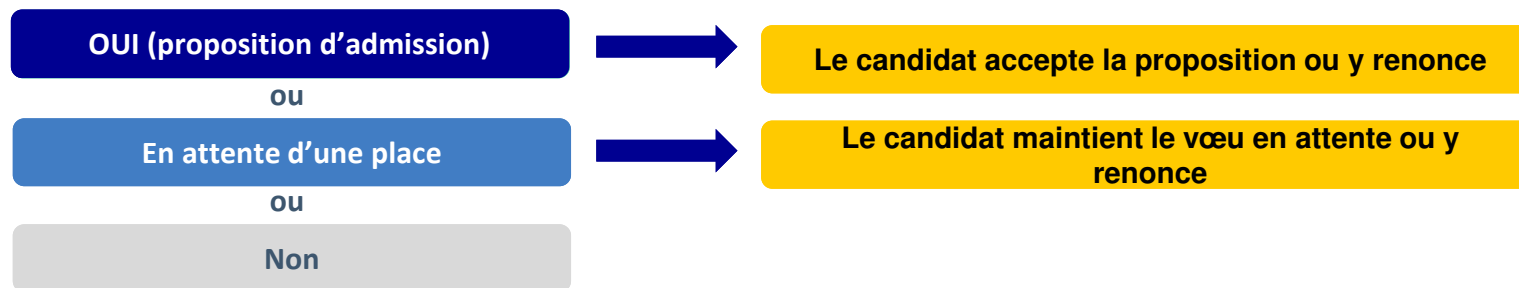 OUI (proposition d’admission)
Le candidat accepte la proposition ou y renonce
ou
En attente d’une place
Le candidat maintient le vœu en attente ou y
renonce
ou
Non